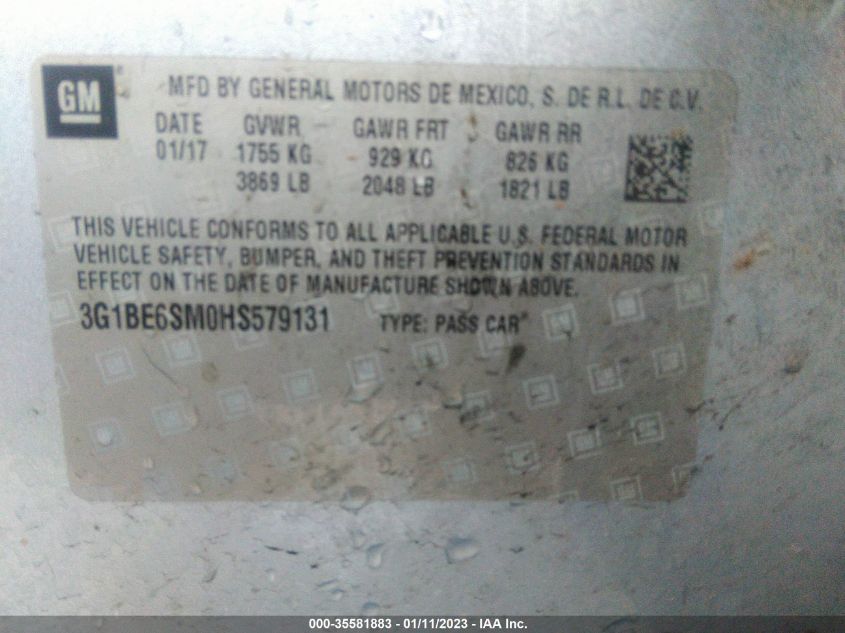 GM
MFD BY GENERAL MOTORS DE MEXICO, S. DE R.L. DE C.V.
DATE GVWR GAWR FRT GAWR RR
01/17 1755 KG 929 KG 826 KG
3869 LB 2048 LB 1821 LB
THIS VEHICLE CONFORMS TO ALL APPLICABLE U.S. FEDERAL MOTOR
VEHICLE SAFETY, BUMPER, AND THEFT PREVENTION STANDARDS IN
EFFECT ON THE DATE OF MANUFACTURE SHOWN ABOVE.
3G1BE6SM0HS579131 TYPE: PASS CAR
000-35581883 - 01/11/2023 - IAA Inc.